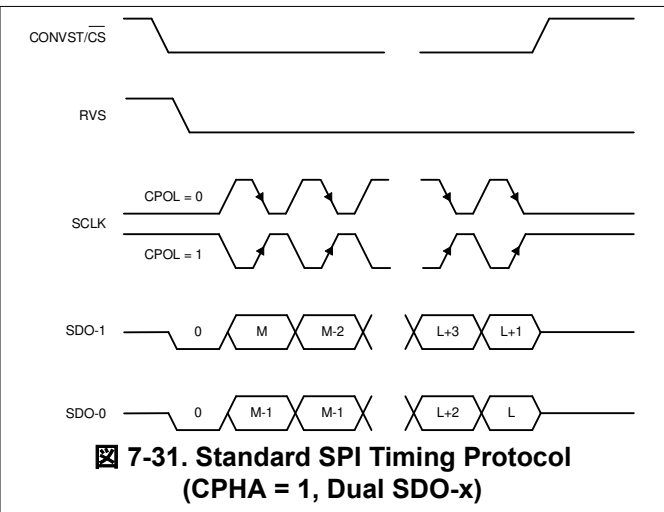 CONVST/CS
RVS
CPOL = 0
SCLK
CPOL = 1
SDO-1 0 M M-2 L+3 L+1
SDO-0 0 M-1 M-1 L+2 L
図 7-31. Standard SPI Timing Protocol
(CPHA = 1, Dual SDO-x)